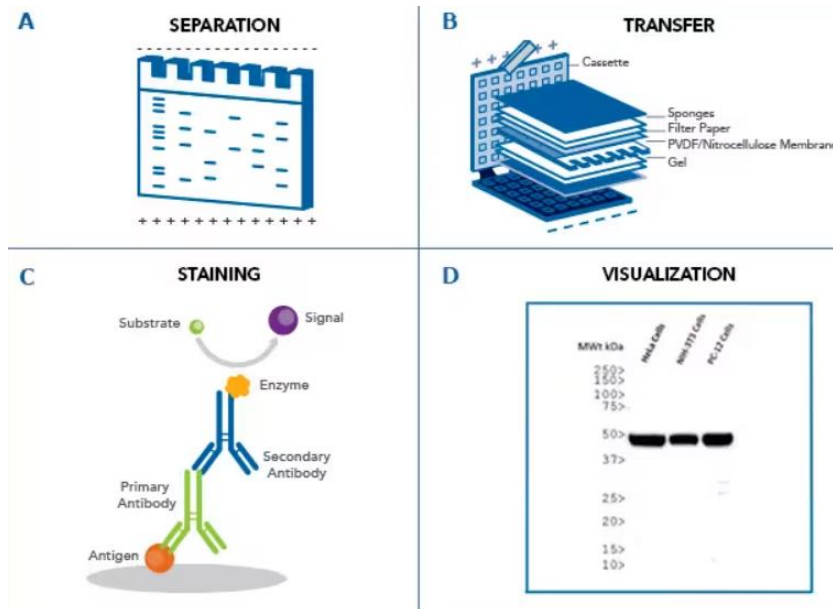 A
SEPARATION
- - - - - - - - - - - - - - - - - - - - -
+ + + + + + + + + + + + +
B
TRANSFER
+ + + + +
Cassette
Sponges
Filter Paper
PVDF/Nitrocellulose Membrane
Gel
- - - - - - -
C
STAINING
Substrate
Signal
Enzyme
Secondary
Antibody
Primary
Antibody
Antigen
D
VISUALIZATION
MWt kDa
HeLa Cells
NIH-3T3 Cells
PC-12 Cells
250>
150>
100>
75>
50>
37>
25>
20>
15>
10>